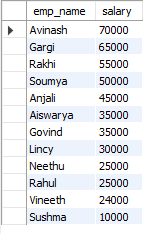 emp_name salary
Avinash 70000
Gargi 65000
Rakhi 55000
Soumya 50000
Anjali 45000
Aiswarya 35000
Govind 35000
Lincy 30000
Neethu 25000
Rahul 25000
Vineeth 24000
Sushma 10000